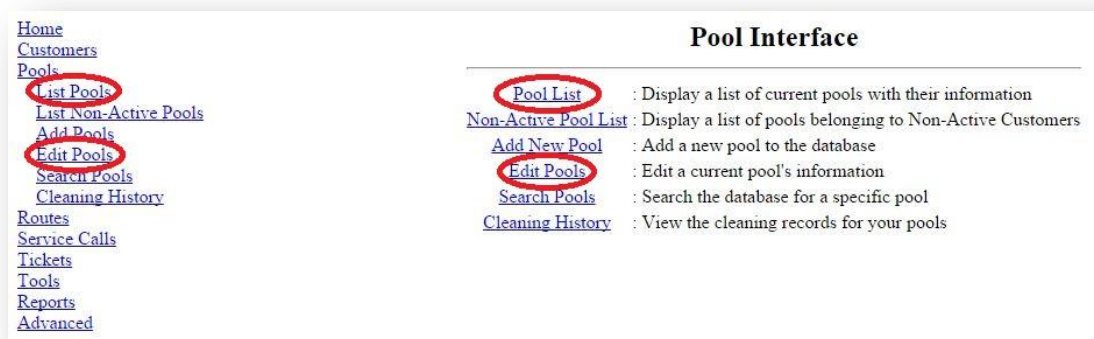 Home
Customers
Pools
List Pools
List Non-Active Pools
Add Pools
Edit Pools
Search Pools
Cleaning History
Routes
Service Calls
Tickets
Tools
Reports
Advanced
Pool Interface
Pool List : Display a list of current pools with their information
Non-Active Pool List : Display a list of pools belonging to Non-Active Customers
Add New Pool : Add a new pool to the database
Edit Pools : Edit a current pool's information
Search Pools : Search the database for a specific pool
Cleaning History : View the cleaning records for your pools